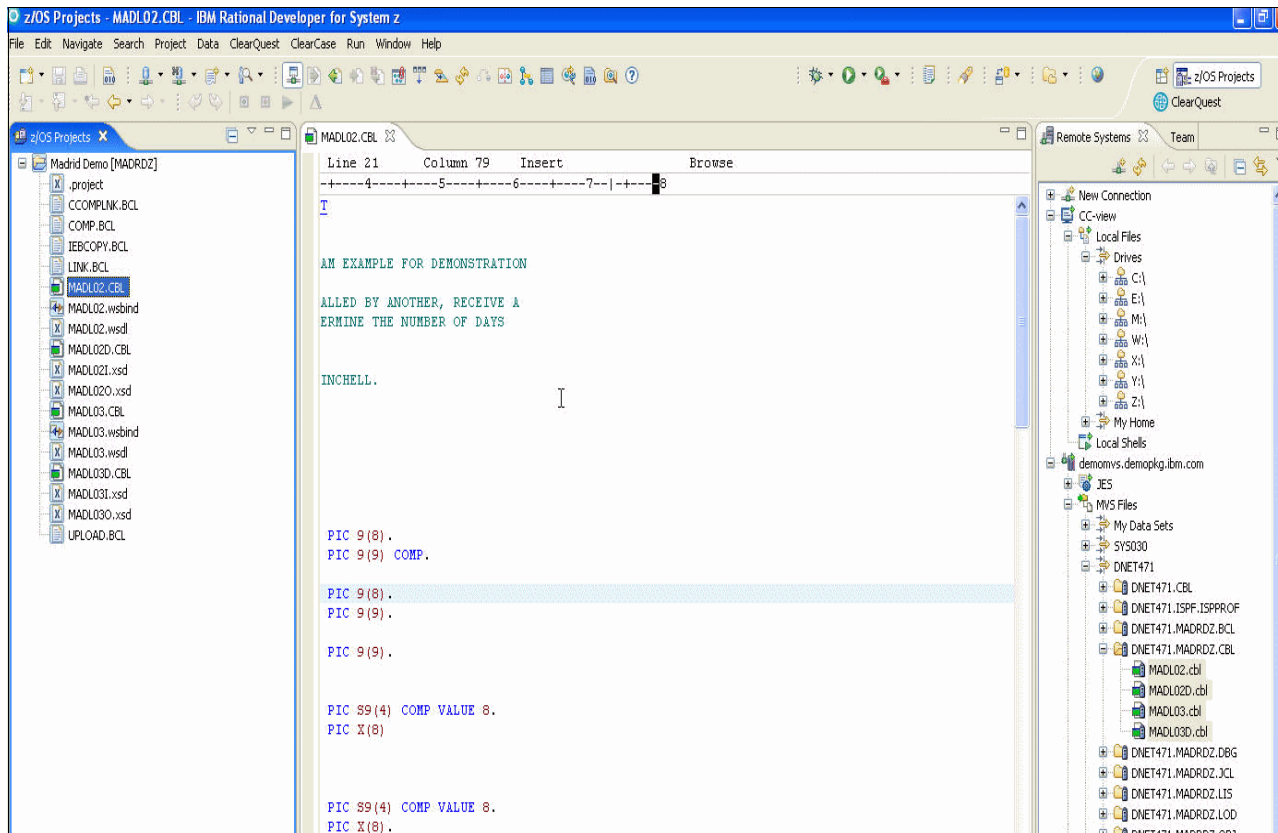 z/OS Projects - MADL02.CBL - IBM Rational Developer for System z
File Edit Navigate Search Project Data ClearQuest ClearCase Run Window Help
z/OS Projects
ClearQuest
z/OS Projects
Madrid Demo [MADRDZ]
.project
CCOMPLNK.BCL
COMP.BCL
IEBCOPY.BCL
LINK.BCL
MADL02.CBL
MADL02.wsbind
MADL02.wsdl
MADL02D.CBL
MADL02I.xsd
MADL02O.xsd
MADL03.CBL
MADL03.wsbind
MADL03.wsdl
MADL03D.CBL
MADL03I.xsd
MADL03O.xsd
UPLOAD.BCL
MADL02.CBL
Line 21 Column 79 Insert Browse
-+----4----+----5----+----6----+----7--|-+----8
T
AM EXAMPLE FOR DEMONSTRATION
ALLED BY ANOTHER, RECEIVE A
ERMINE THE NUMBER OF DAYS
INCHELL.
PIC 9(8).
PIC 9(9) COMP.
PIC 9(8).
PIC 9(9).
PIC 9(9).
PIC S9(4) COMP VALUE 8.
PIC X(8)
PIC S9(4) COMP VALUE 8.
PIC X(8).
Remote Systems Team
New Connection
CC-view
Local Files
Drives
C:\
E:\
M:\
W:\
X:\
Y:\
Z:\
My Home
Local Shells
demomvs.demopkg.ibm.com
JES
MVS Files
My Data Sets
SYS030
DNET471
DNET471.CBL
DNET471.ISPF.ISPPROF
DNET471.MADRDZ.BCL
DNET471.MADRDZ.CBL
MADL02.cbl
MADL02D.cbl
MADL03.cbl
MADL03D.cbl
DNET471.MADRDZ.DBG
DNET471.MADRDZ.JCL
DNET471.MADRDZ.LIS
DNET471.MADRDZ.LOD